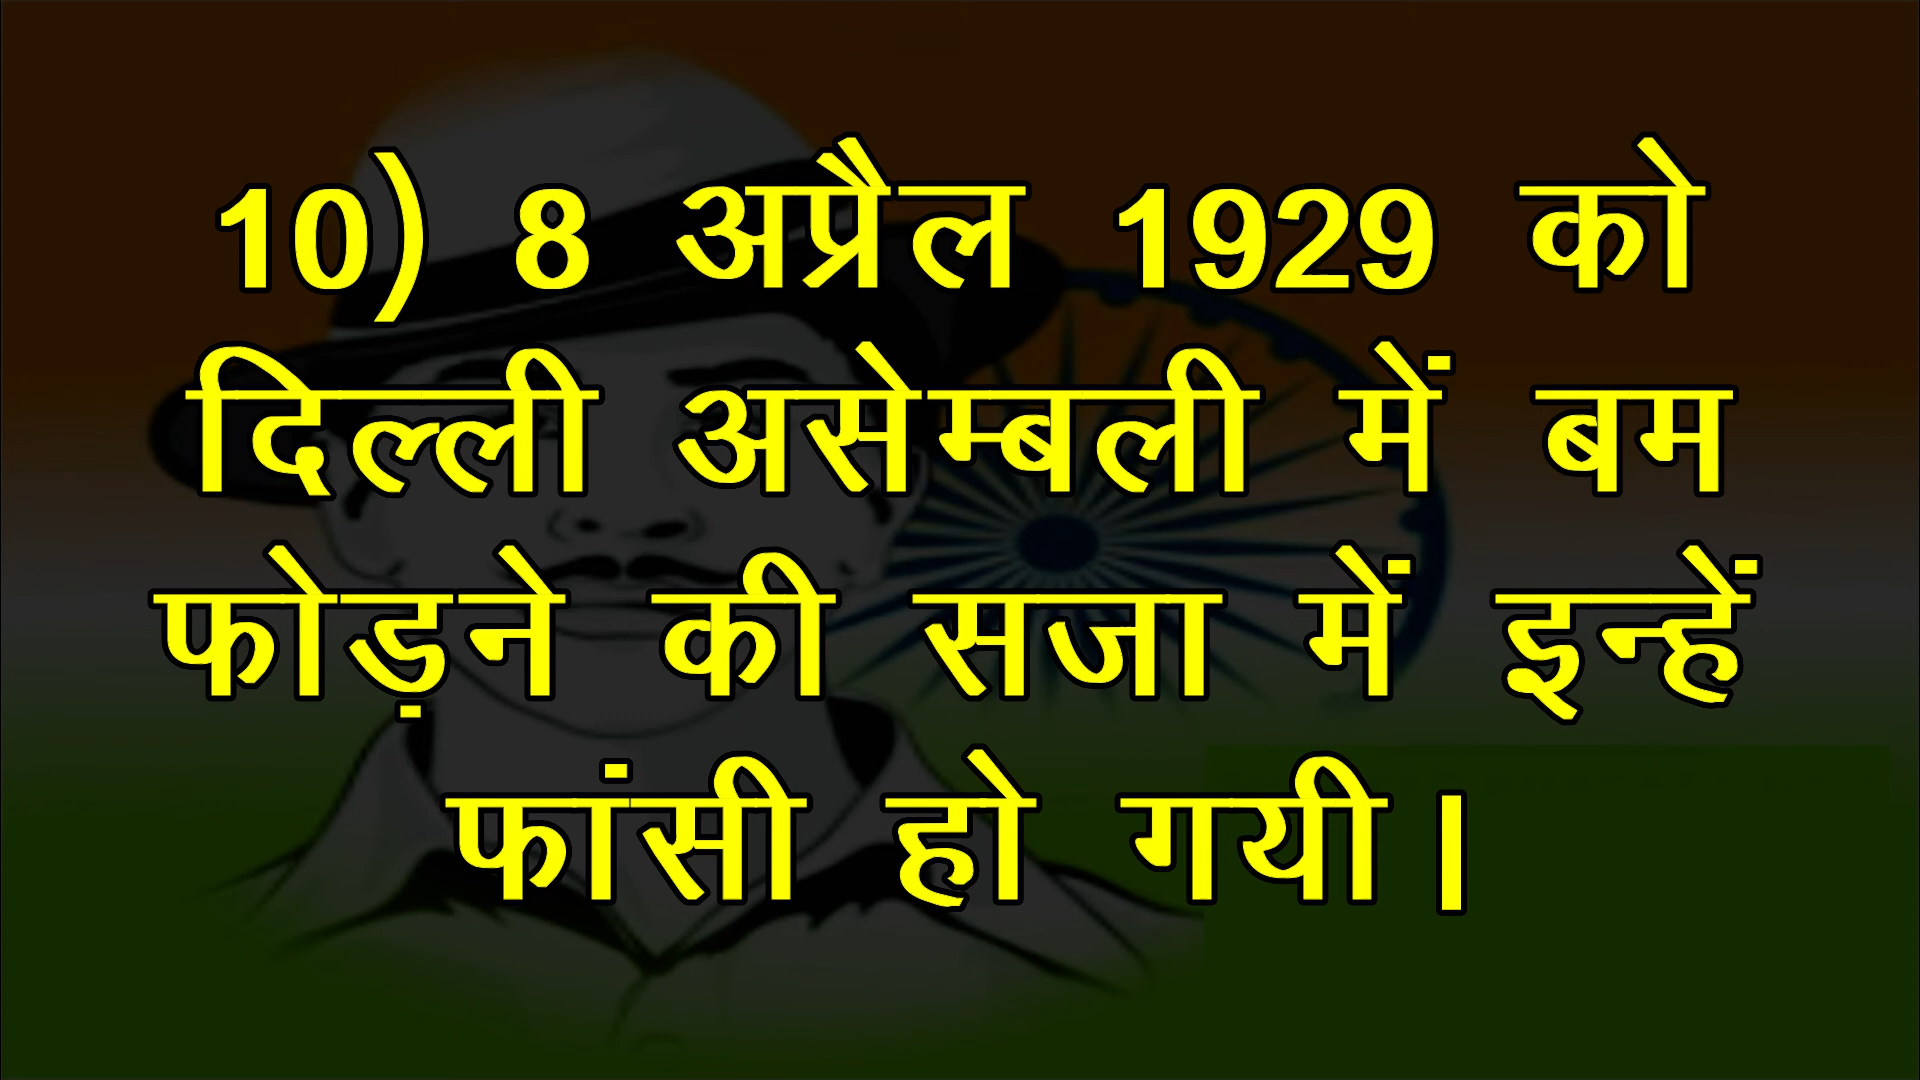 10) 8 अप्रैल 1929 को
दिल्ली असेम्बली में बम
फोड़ने की सजा में इन्हें
फांसी हो गयी।